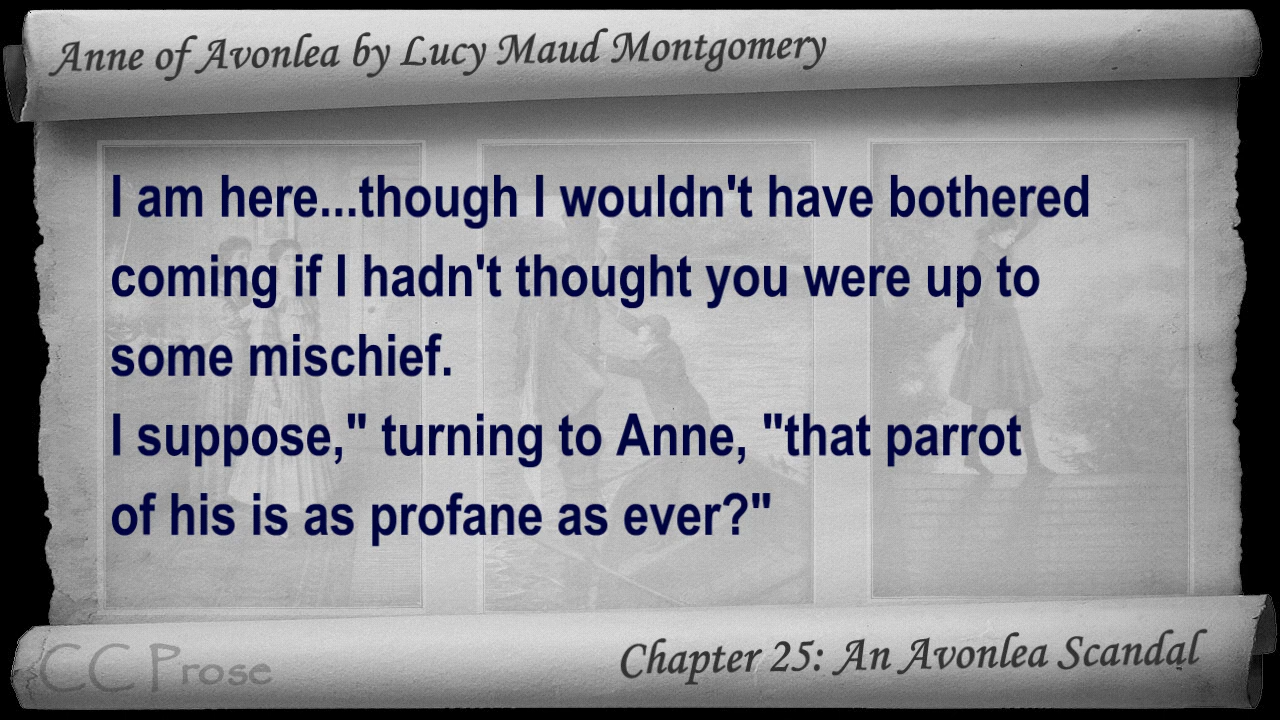 Anne of Avonlea by Lucy Maud Montgomery
I am here...though I wouldn't have bothered
coming if I hadn't thought you were up to
some mischief.
I suppose," turning to Anne, "that parrot
of his is as profane as ever?"
CC Prose
Chapter 25: An Avonlea Scandal